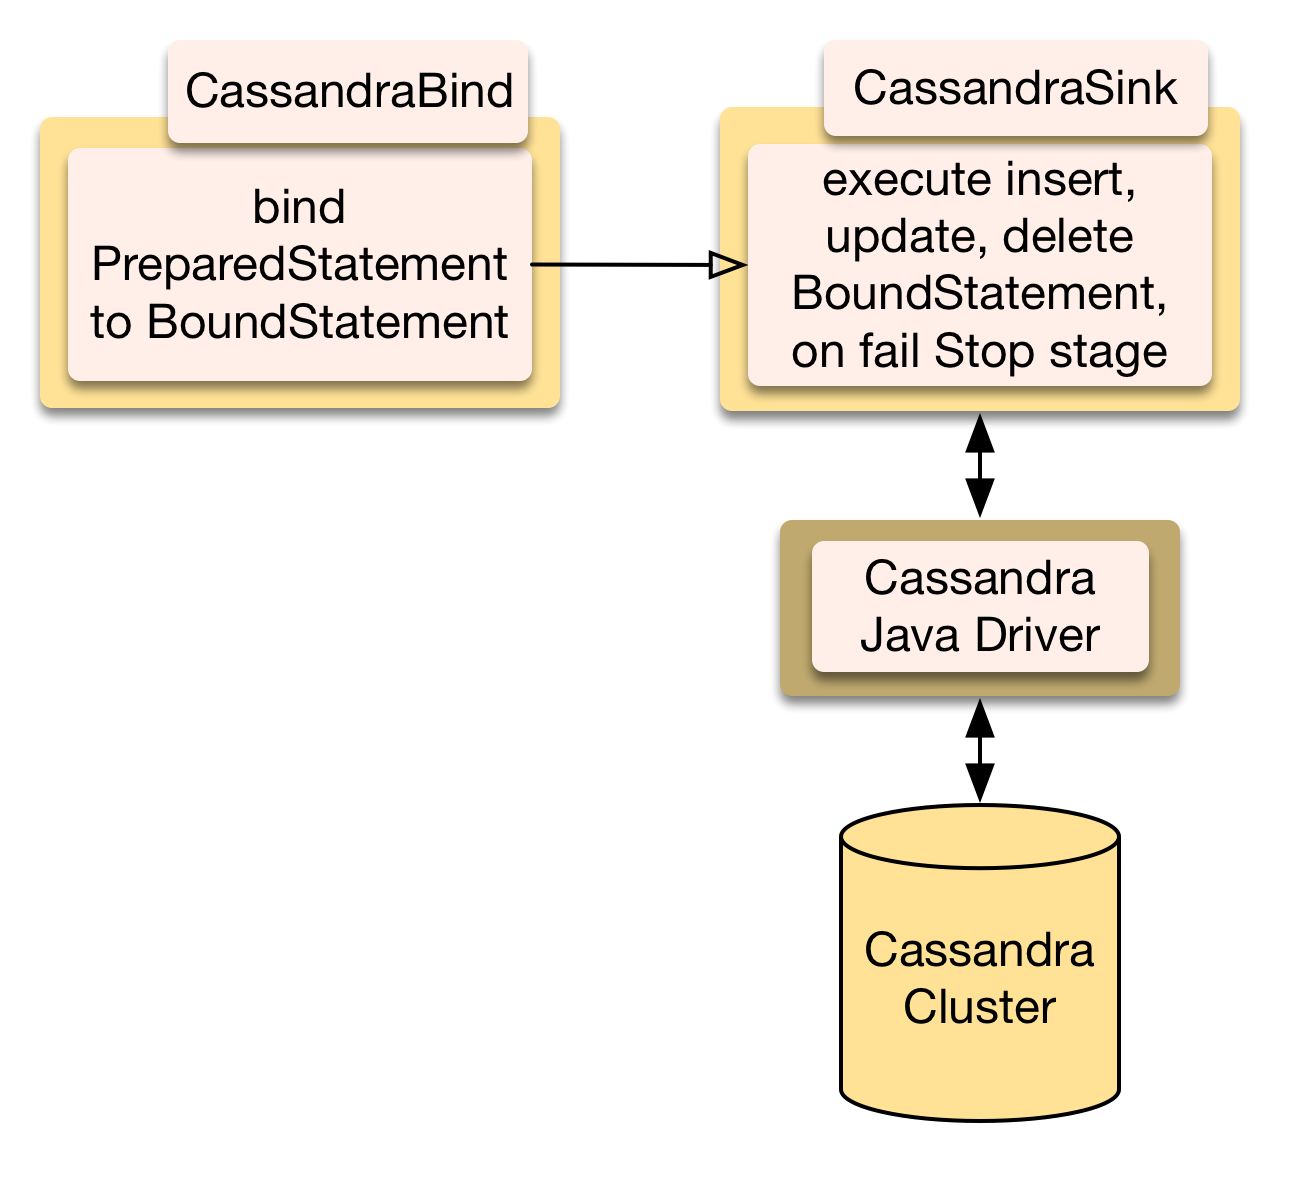 CassandraBind
bind
PreparedStatement
to BoundStatement
CassandraSink
execute insert,
update, delete
BoundStatement,
on fail Stop stage
Cassandra
Java Driver
Cassandra
Cluster